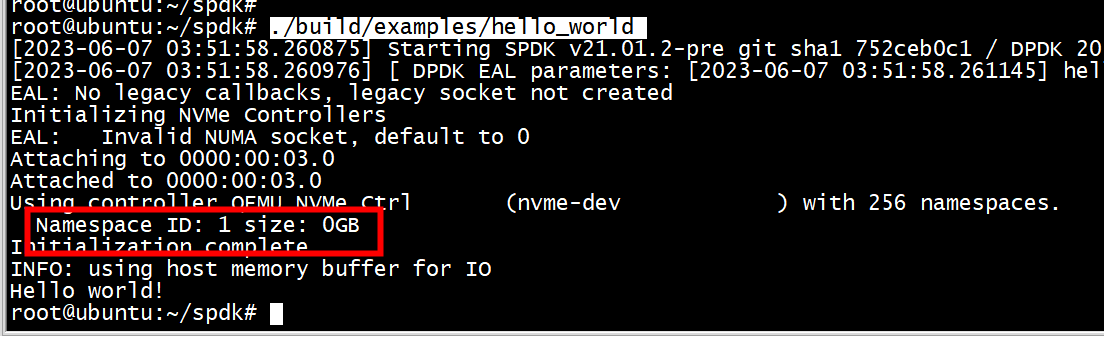 root@ubuntu:~/spdk#
root@ubuntu:~/spdk# ./build/examples/hello_world
[2023-06-07 03:51:58.260875] Starting SPDK v21.01.2-pre git sha1 752ceb0c1 / DPDK 20
[2023-06-07 03:51:58.260976] [ DPDK EAL parameters: [2023-06-07 03:51:58.261145] hel
EAL: No legacy callbacks, legacy socket not created
Initializing NVMe Controllers
EAL:   Invalid NUMA socket, default to 0
Attaching to 0000:00:03.0
Attached to 0000:00:03.0
Using controller QEMU NVMe Ctrl       (nvme-dev            ) with 256 namespaces.
  Namespace ID: 1 size: 0GB
Initialization complete
INFO: using host memory buffer for IO
Hello world!
root@ubuntu:~/spdk#